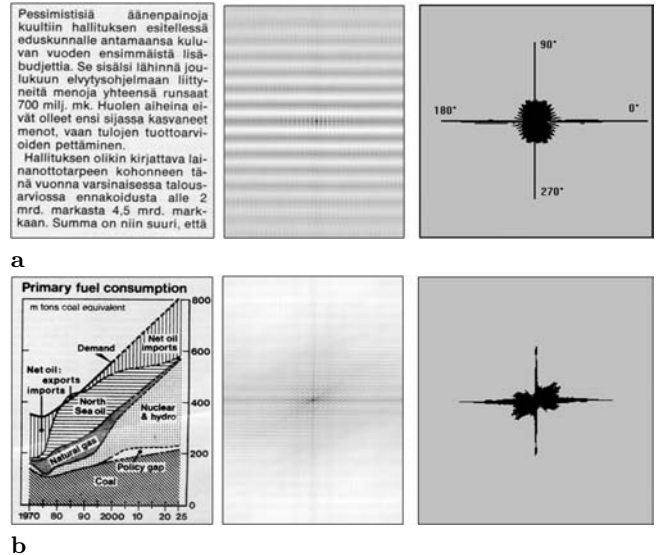 Pessimistisiä äänenpainoja
kuultiin hallituksen esitellessä
eduskunnalle antamaansa kulu-
van vuoden ensimmäistä lisä-
budjettia. Se sisälsi lähinnä jou-
lukuun elvytysohjelmaan liitty-
neitä menoja yhteensä runsaat
700 milj. mk. Huolen aiheina ei-
vät olleet ensi sijassa kasvaneet
menot, vaan tulojen tuottoarvi-
oiden pettäminen.
Hallituksen olikin kirjattava lai-
nanottotarpeen kohonneen tä-
nä vuonna varsinaisessa talous-
arviossa ennakoidusta alle 2
mrd. markasta 4,5 mrd. mark-
kaan. Summa on niin suuri, että
90°
180°
0°
270°
a
Primary fuel consumption
m tons coal equivalent
800
Demand
Net oil
imports
600
Net oil:
exports
imports
North
Sea oil
Nuclear
& hydro
400
Natural gas
200
Policy gap
Coal
0
1970 80 90 2000 10 20 25
b